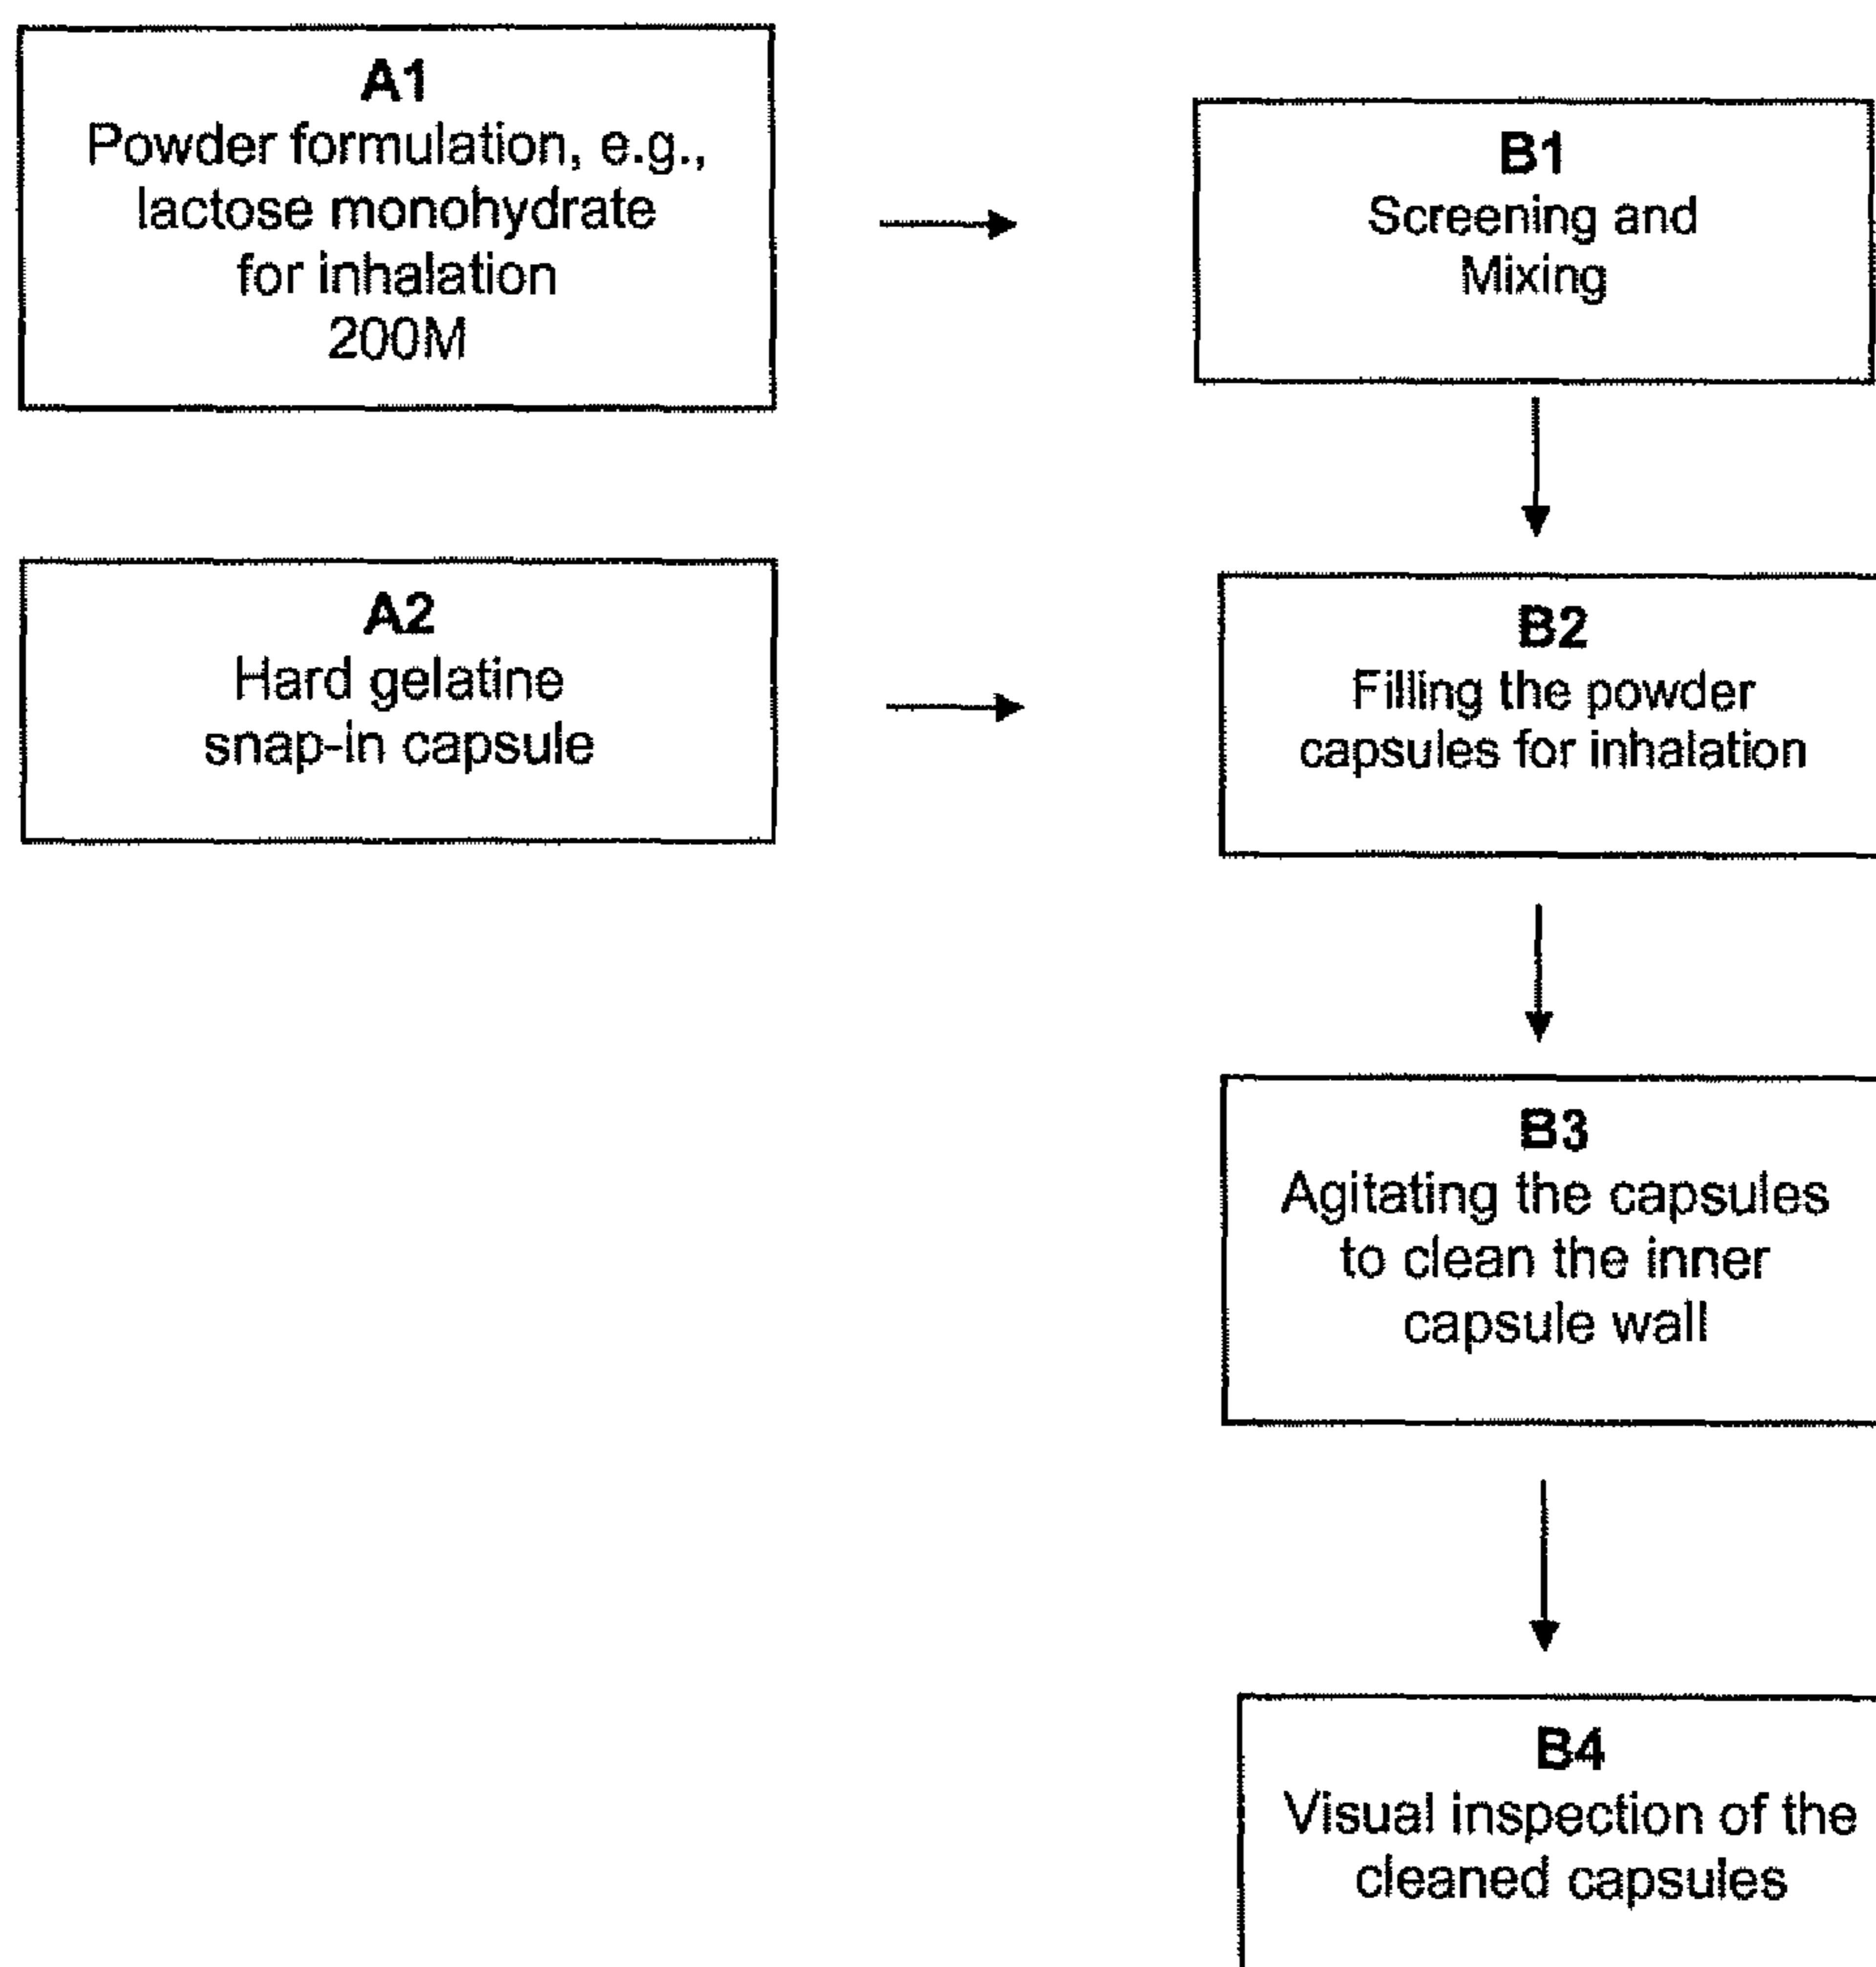 A1
Powder formulation, e.g.,
lactose monohydrate
for inhalation
200M
B1
Screening and
Mixing
A2
Hard gelatine
snap-in capsule
B2
Filling the powder
capsules for inhalation
B3
Agitating the capsules
to clean the inner
capsule wall
B4
Visual inspection of the
cleaned capsules